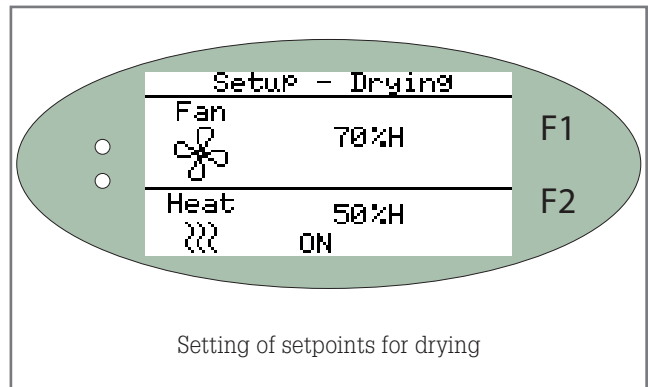 Setup - Drying
Fan
70%H
F1
Heat
50%H
F2
ON
Setting of setpoints for drying